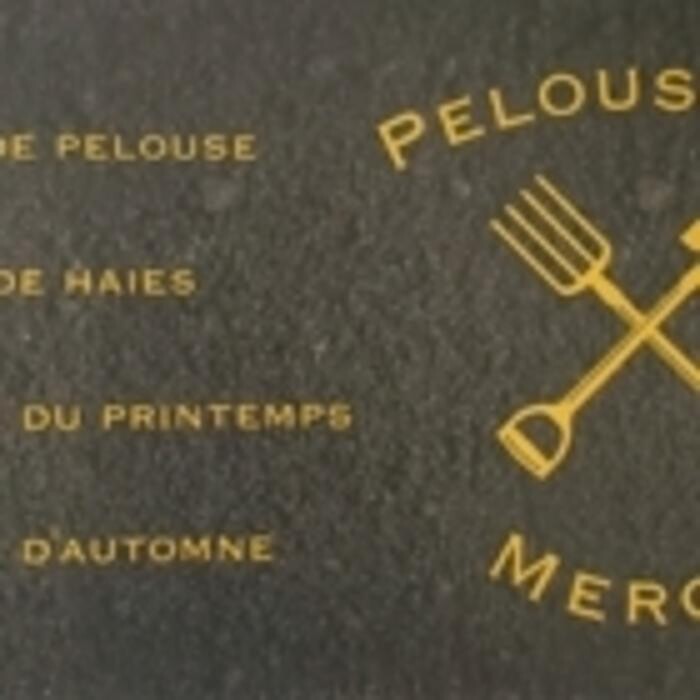 DE PELOUSE
DE HAIES
DU PRINTEMPS
D'AUTOMNE
PELOUS
MERC